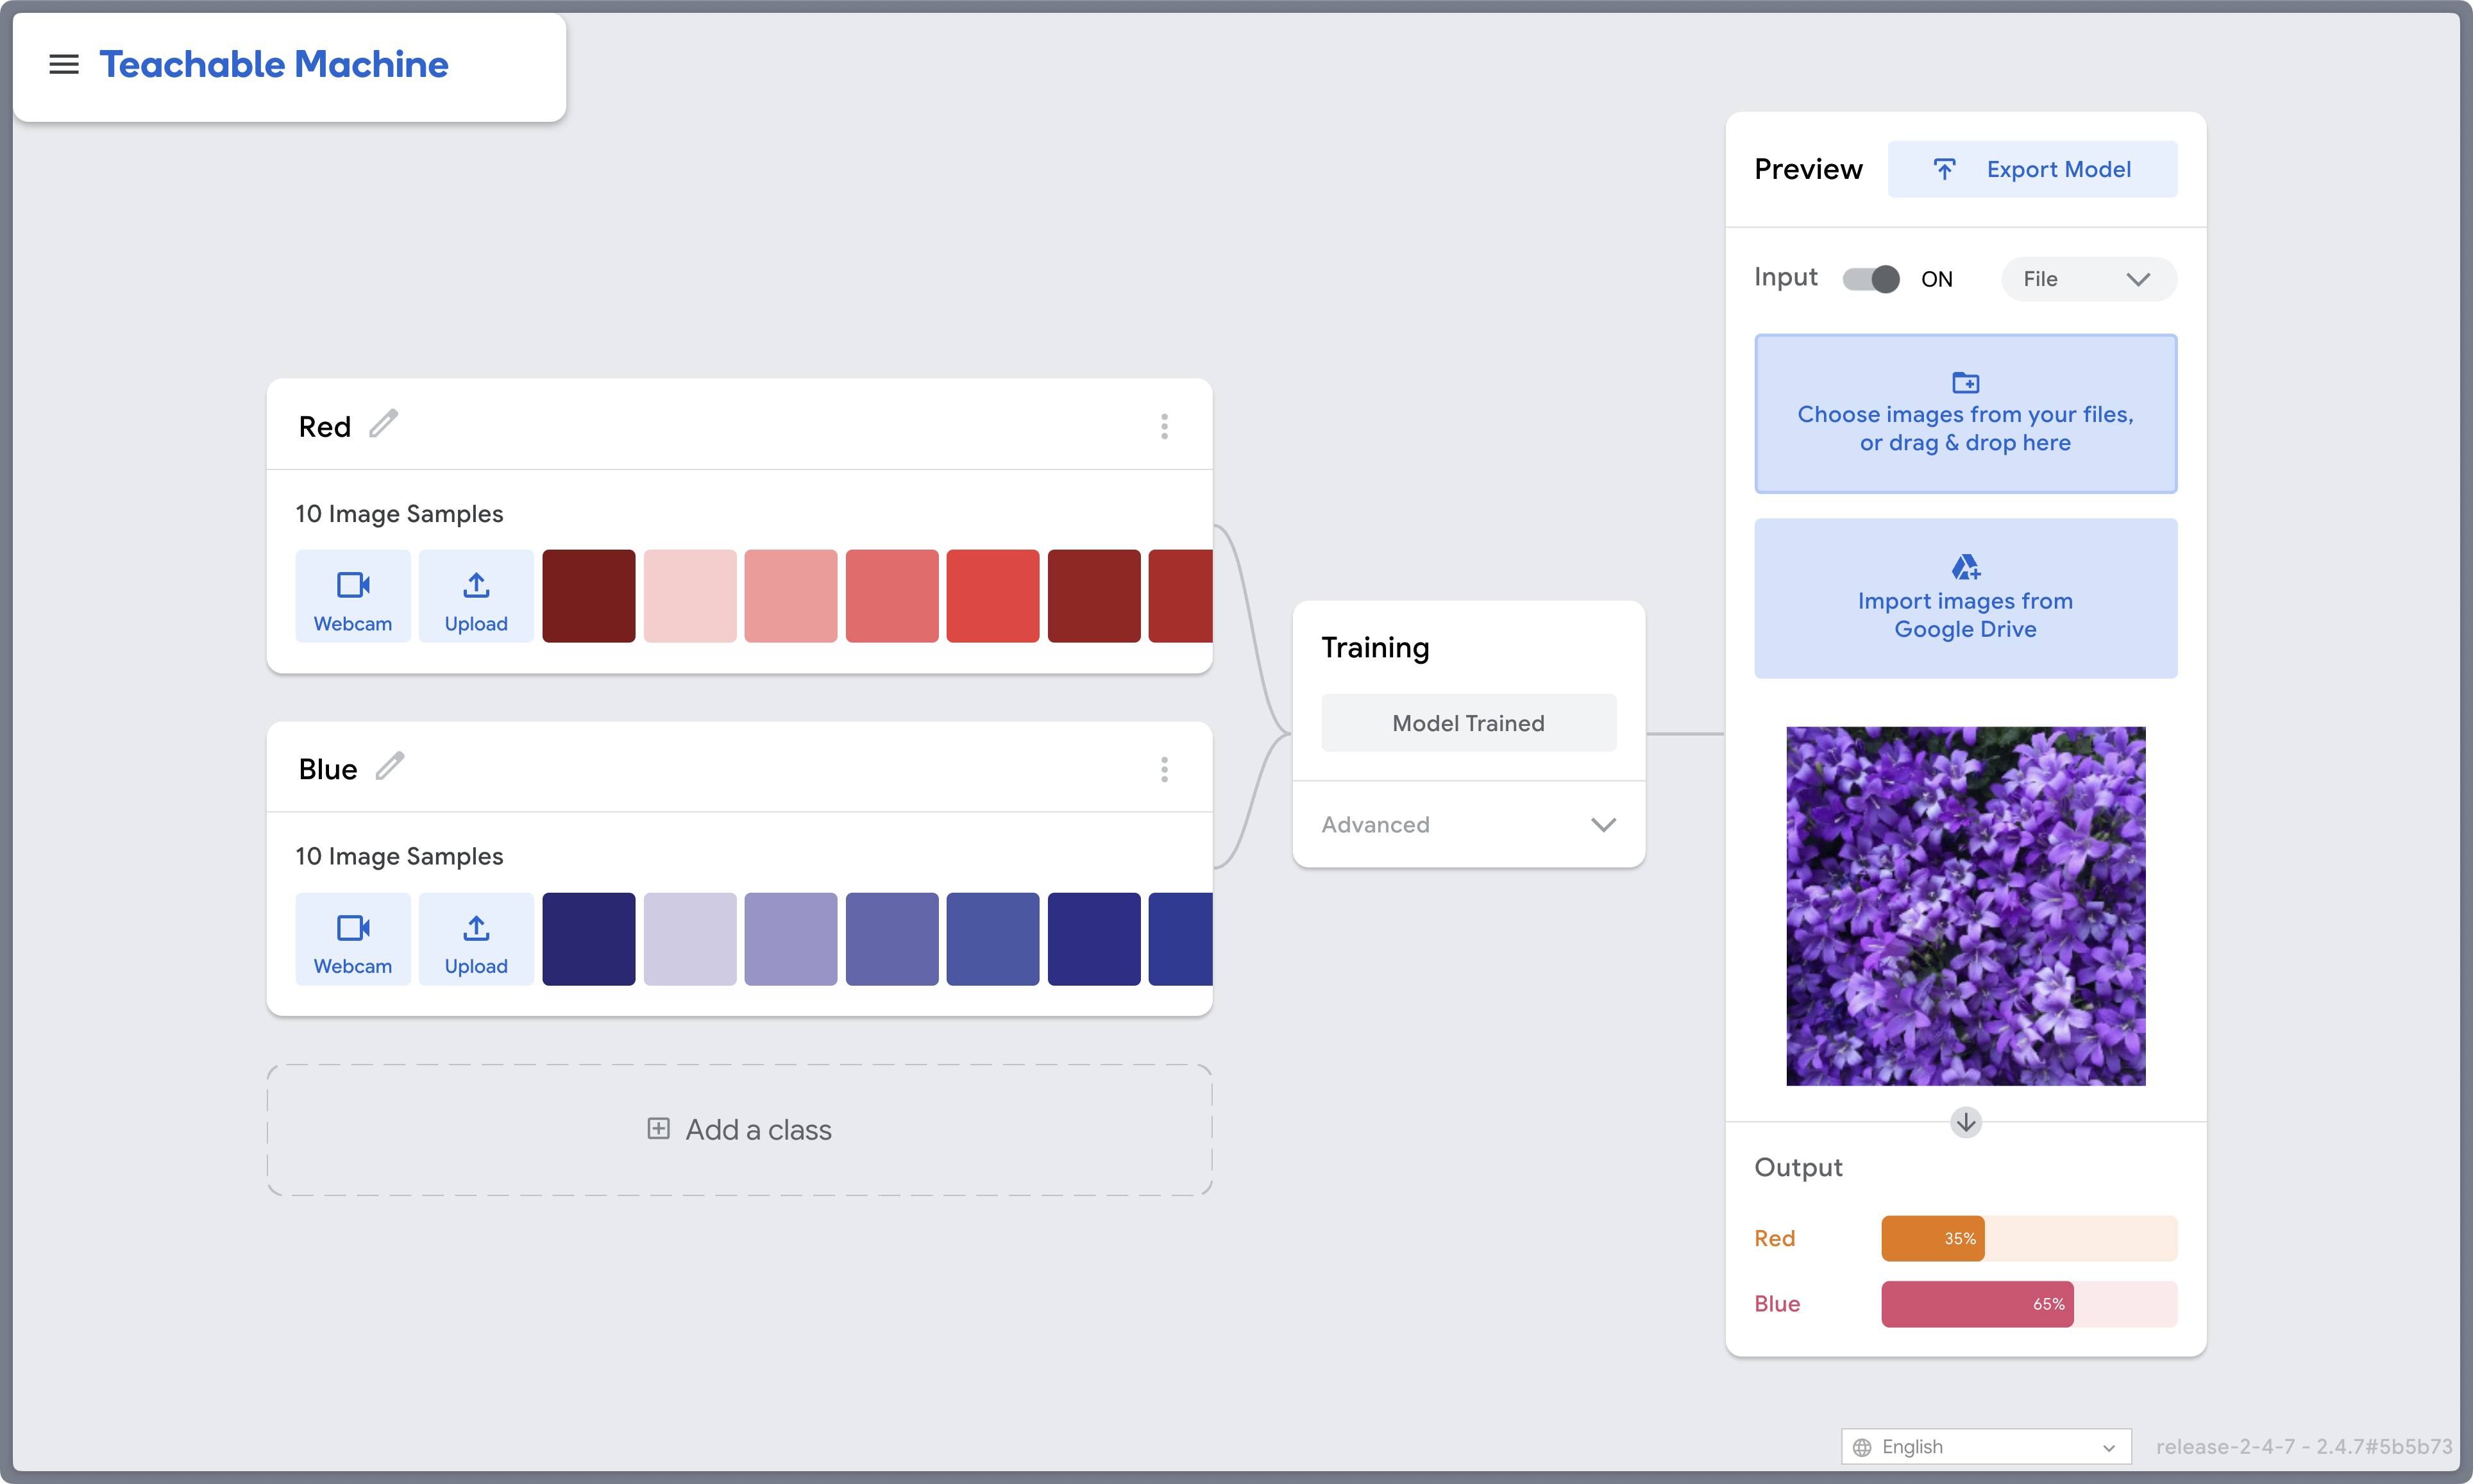 Teachable Machine
Red
10 Image Samples
Webcam
Upload
Blue
10 Image Samples
Webcam
Upload
Add a class
Training
Model Trained
Advanced
Preview
Export Model
Input
ON
File
Choose images from your files,
or drag & drop here
Import images from
Google Drive
Output
Red
35%
Blue
65%
English
release-2-4-7 - 2.4.7#5b5b73